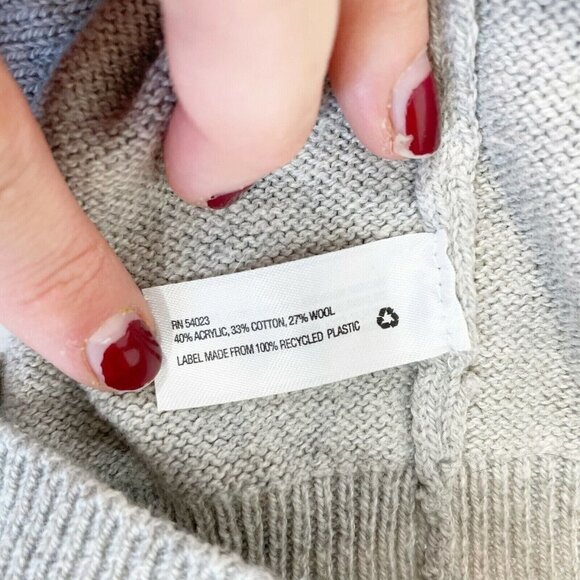 RN 54023
40% ACRYLIC, 33% COTTON, 27% WOOL
LABEL MADE FROM 100% RECYCLED PLASTIC